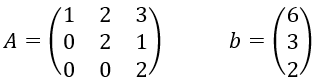 A = (1 2 3
0 2 1
0 0 2)
b = (6
3
2)